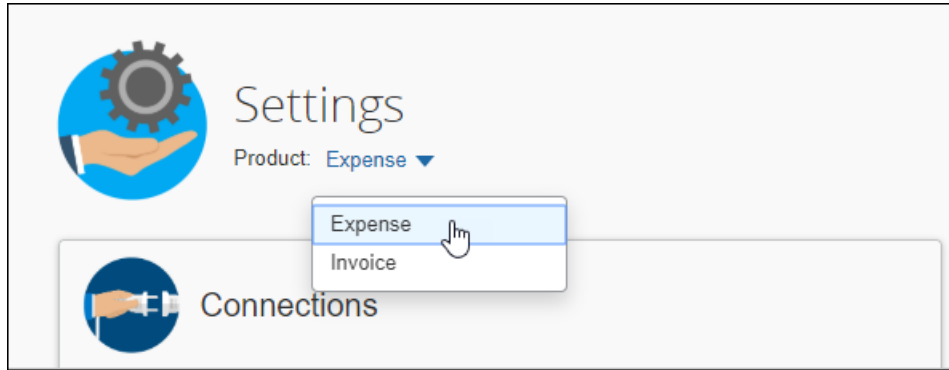 Settings
Product: Expense
Expense
Invoice
Connections